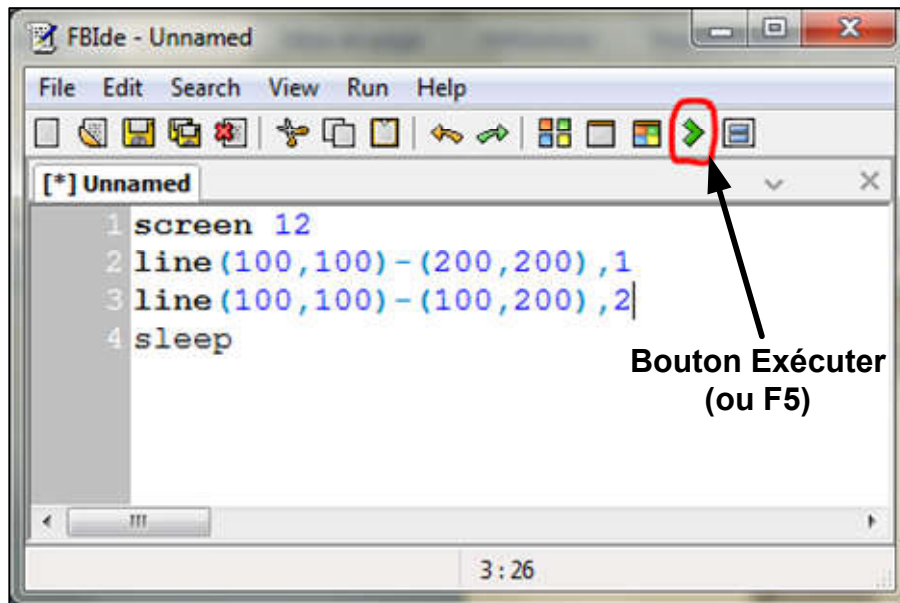 FBIde - Unnamed
File Edit Search View Run Help
[*] Unnamed
1 screen 12
2 line(100,100)-(200,200),1
3 line(100,100)-(100,200),2
4 sleep
Bouton Exécuter
(ou F5)
3 : 26